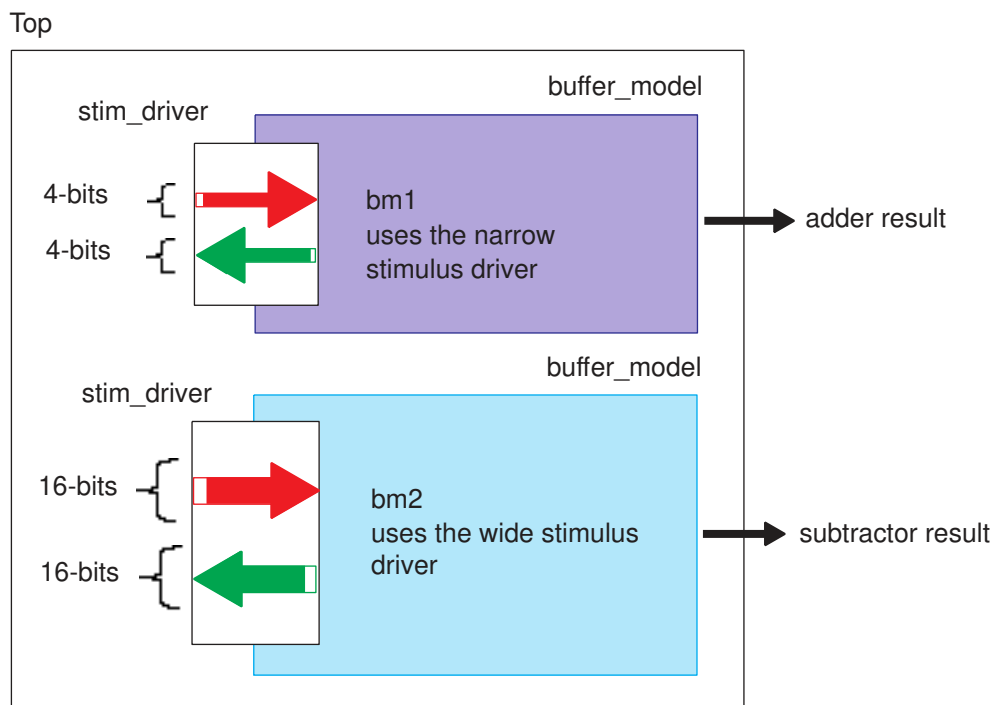 Top
buffer_model
stim_driver
4-bits
4-bits
bm1
uses the narrow
stimulus driver
adder result
buffer_model
stim_driver
16-bits
16-bits
bm2
uses the wide stimulus
driver
subtractor result